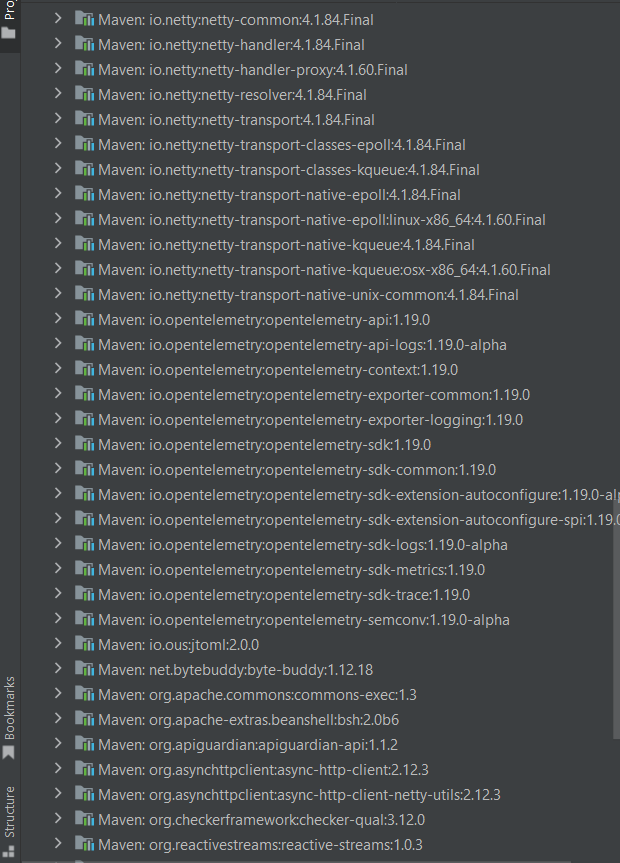 Pro
Maven: io.netty:netty-common:4.1.84.Final
Maven: io.netty:netty-handler:4.1.84.Final
Maven: io.netty:netty-handler-proxy:4.1.60.Final
Maven: io.netty:netty-resolver:4.1.84.Final
Maven: io.netty:netty-transport:4.1.84.Final
Maven: io.netty:netty-transport-classes-epoll:4.1.84.Final
Maven: io.netty:netty-transport-classes-kqueue:4.1.84.Final
Maven: io.netty:netty-transport-native-epoll:4.1.84.Final
Maven: io.netty:netty-transport-native-epoll:linux-x86_64:4.1.60.Final
Maven: io.netty:netty-transport-native-kqueue:4.1.84.Final
Maven: io.netty:netty-transport-native-kqueue:osx-x86_64:4.1.60.Final
Maven: io.netty:netty-transport-native-unix-common:4.1.84.Final
Maven: io.opentelemetry:opentelemetry-api:1.19.0
Maven: io.opentelemetry:opentelemetry-api-logs:1.19.0-alpha
Maven: io.opentelemetry:opentelemetry-context:1.19.0
Maven: io.opentelemetry:opentelemetry-exporter-common:1.19.0
Maven: io.opentelemetry:opentelemetry-exporter-logging:1.19.0
Maven: io.opentelemetry:opentelemetry-sdk:1.19.0
Maven: io.opentelemetry:opentelemetry-sdk-common:1.19.0
Maven: io.opentelemetry:opentelemetry-sdk-extension-autoconfigure:1.19.0-al
Maven: io.opentelemetry:opentelemetry-sdk-extension-autoconfigure-spi:1.19.0
Maven: io.opentelemetry:opentelemetry-sdk-logs:1.19.0-alpha
Maven: io.opentelemetry:opentelemetry-sdk-metrics:1.19.0
Maven: io.opentelemetry:opentelemetry-sdk-trace:1.19.0
Maven: io.opentelemetry:opentelemetry-semconv:1.19.0-alpha
Maven: io.ous:jtoml:2.0.0
Maven: net.bytebuddy:byte-buddy:1.12.18
Maven: org.apache.commons:commons-exec:1.3
Maven: org.apache-extras.beanshell:bsh:2.0b6
Maven: org.apiguardian:apiguardian-api:1.1.2
Maven: org.asynchttpclient:async-http-client:2.12.3
Maven: org.asynchttpclient:async-http-client-netty-utils:2.12.3
Maven: org.checkerframework:checker-qual:3.12.0
Maven: org.reactivestreams:reactive-streams:1.0.3
Bookmarks
Structure